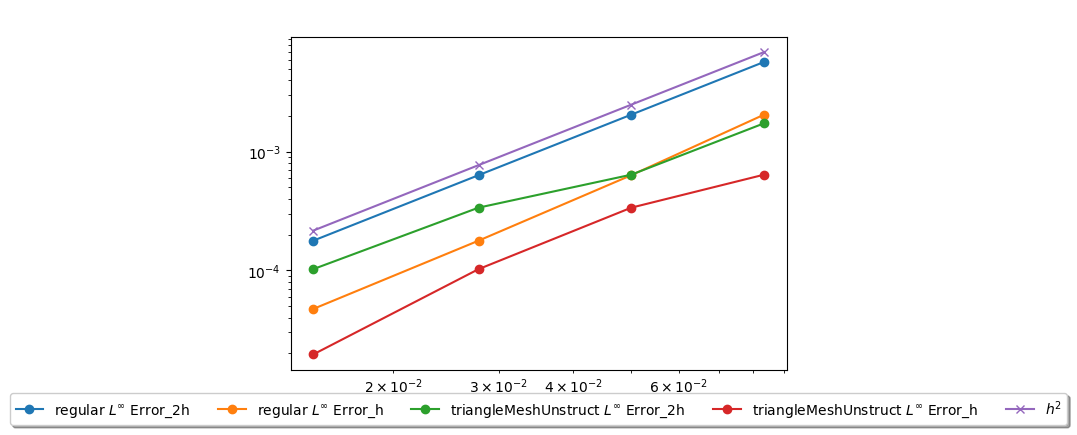 10⁻³
10⁻⁴
2 × 10⁻² 3 × 10⁻² 4 × 10⁻² 6 × 10⁻²
regular L^∞ Error_2h regular L^∞ Error_h triangleMeshUnstruct L^∞ Error_2h triangleMeshUnstruct L^∞ Error_h h²